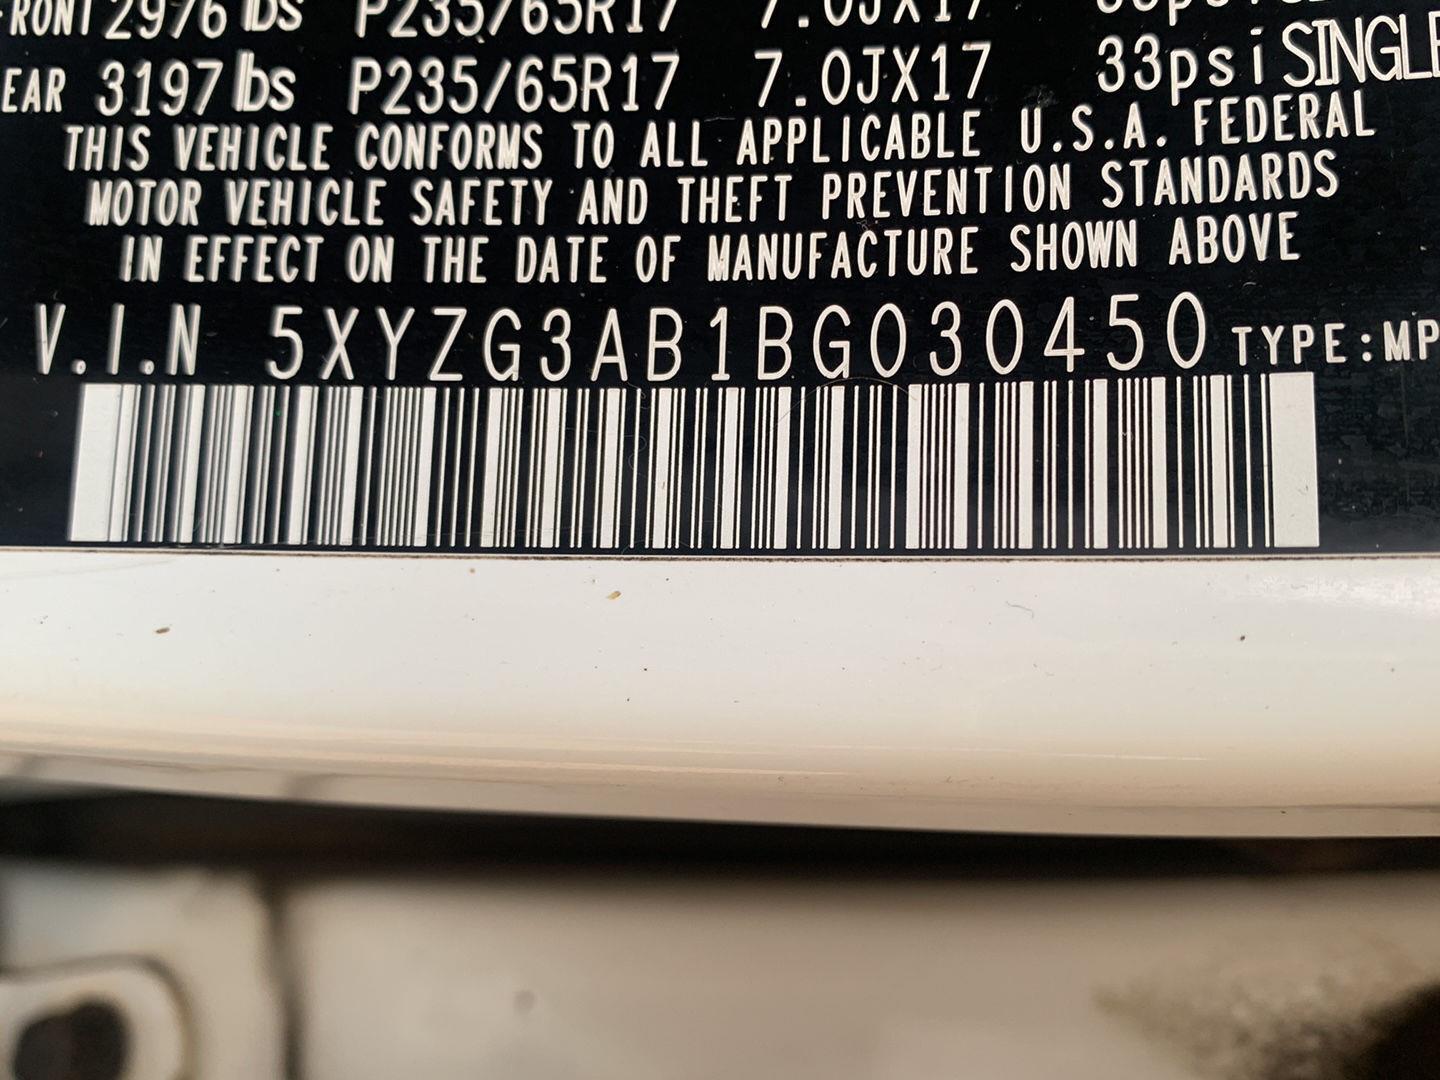 FRONT 2976 lbs P235/65R17 7.0JX17
EAR 3197 lbs P235/65R17 7.0JX17 33psi SINGLE
THIS VEHICLE CONFORMS TO ALL APPLICABLE U.S.A. FEDERAL
MOTOR VEHICLE SAFETY AND THEFT PREVENTION STANDARDS
IN EFFECT ON THE DATE OF MANUFACTURE SHOWN ABOVE
V.I.N 5XYZG3AB1BG030450 TYPE:MP